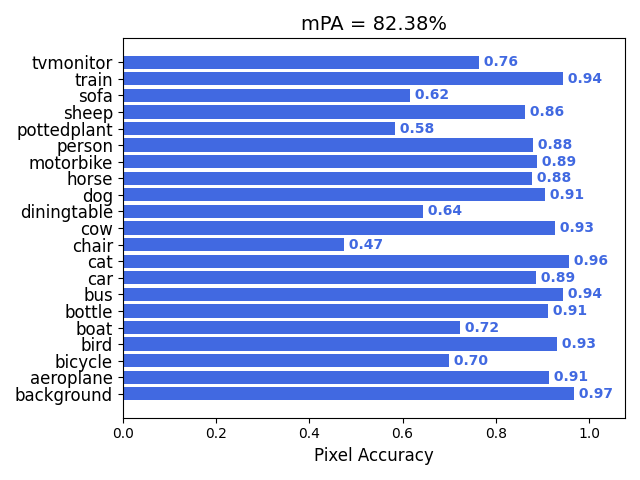 mPA = 82.38%
tvmonitor 0.76
train 0.94
sofa 0.62
sheep 0.86
pottedplant 0.58
person 0.88
motorbike 0.89
horse 0.88
dog 0.91
diningtable 0.64
cow 0.93
chair 0.47
cat 0.96
car 0.89
bus 0.94
bottle 0.91
boat 0.72
bird 0.93
bicycle 0.70
aeroplane 0.91
background 0.97
0.0 0.2 0.4 0.6 0.8 1.0
Pixel Accuracy